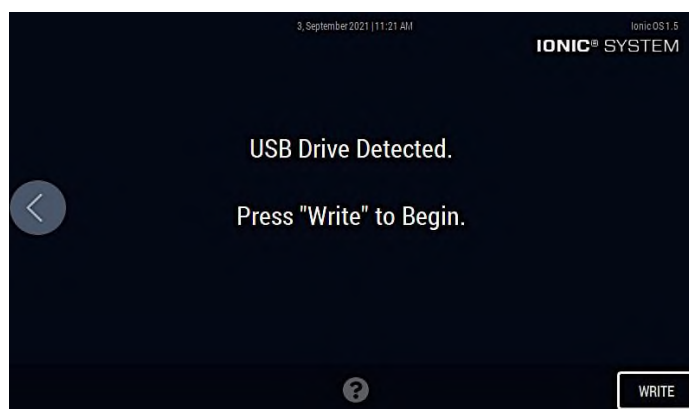 3, September 2021 | 11:21 AM
Ionic OS 1.5
IONIC® SYSTEM
USB Drive Detected.
Press "Write" to Begin.
?
WRITE